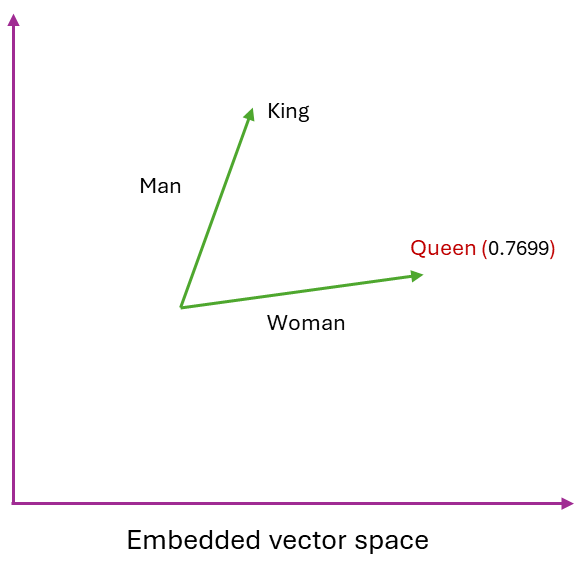 King
Man
Queen (0.7699)
Woman
Embedded vector space